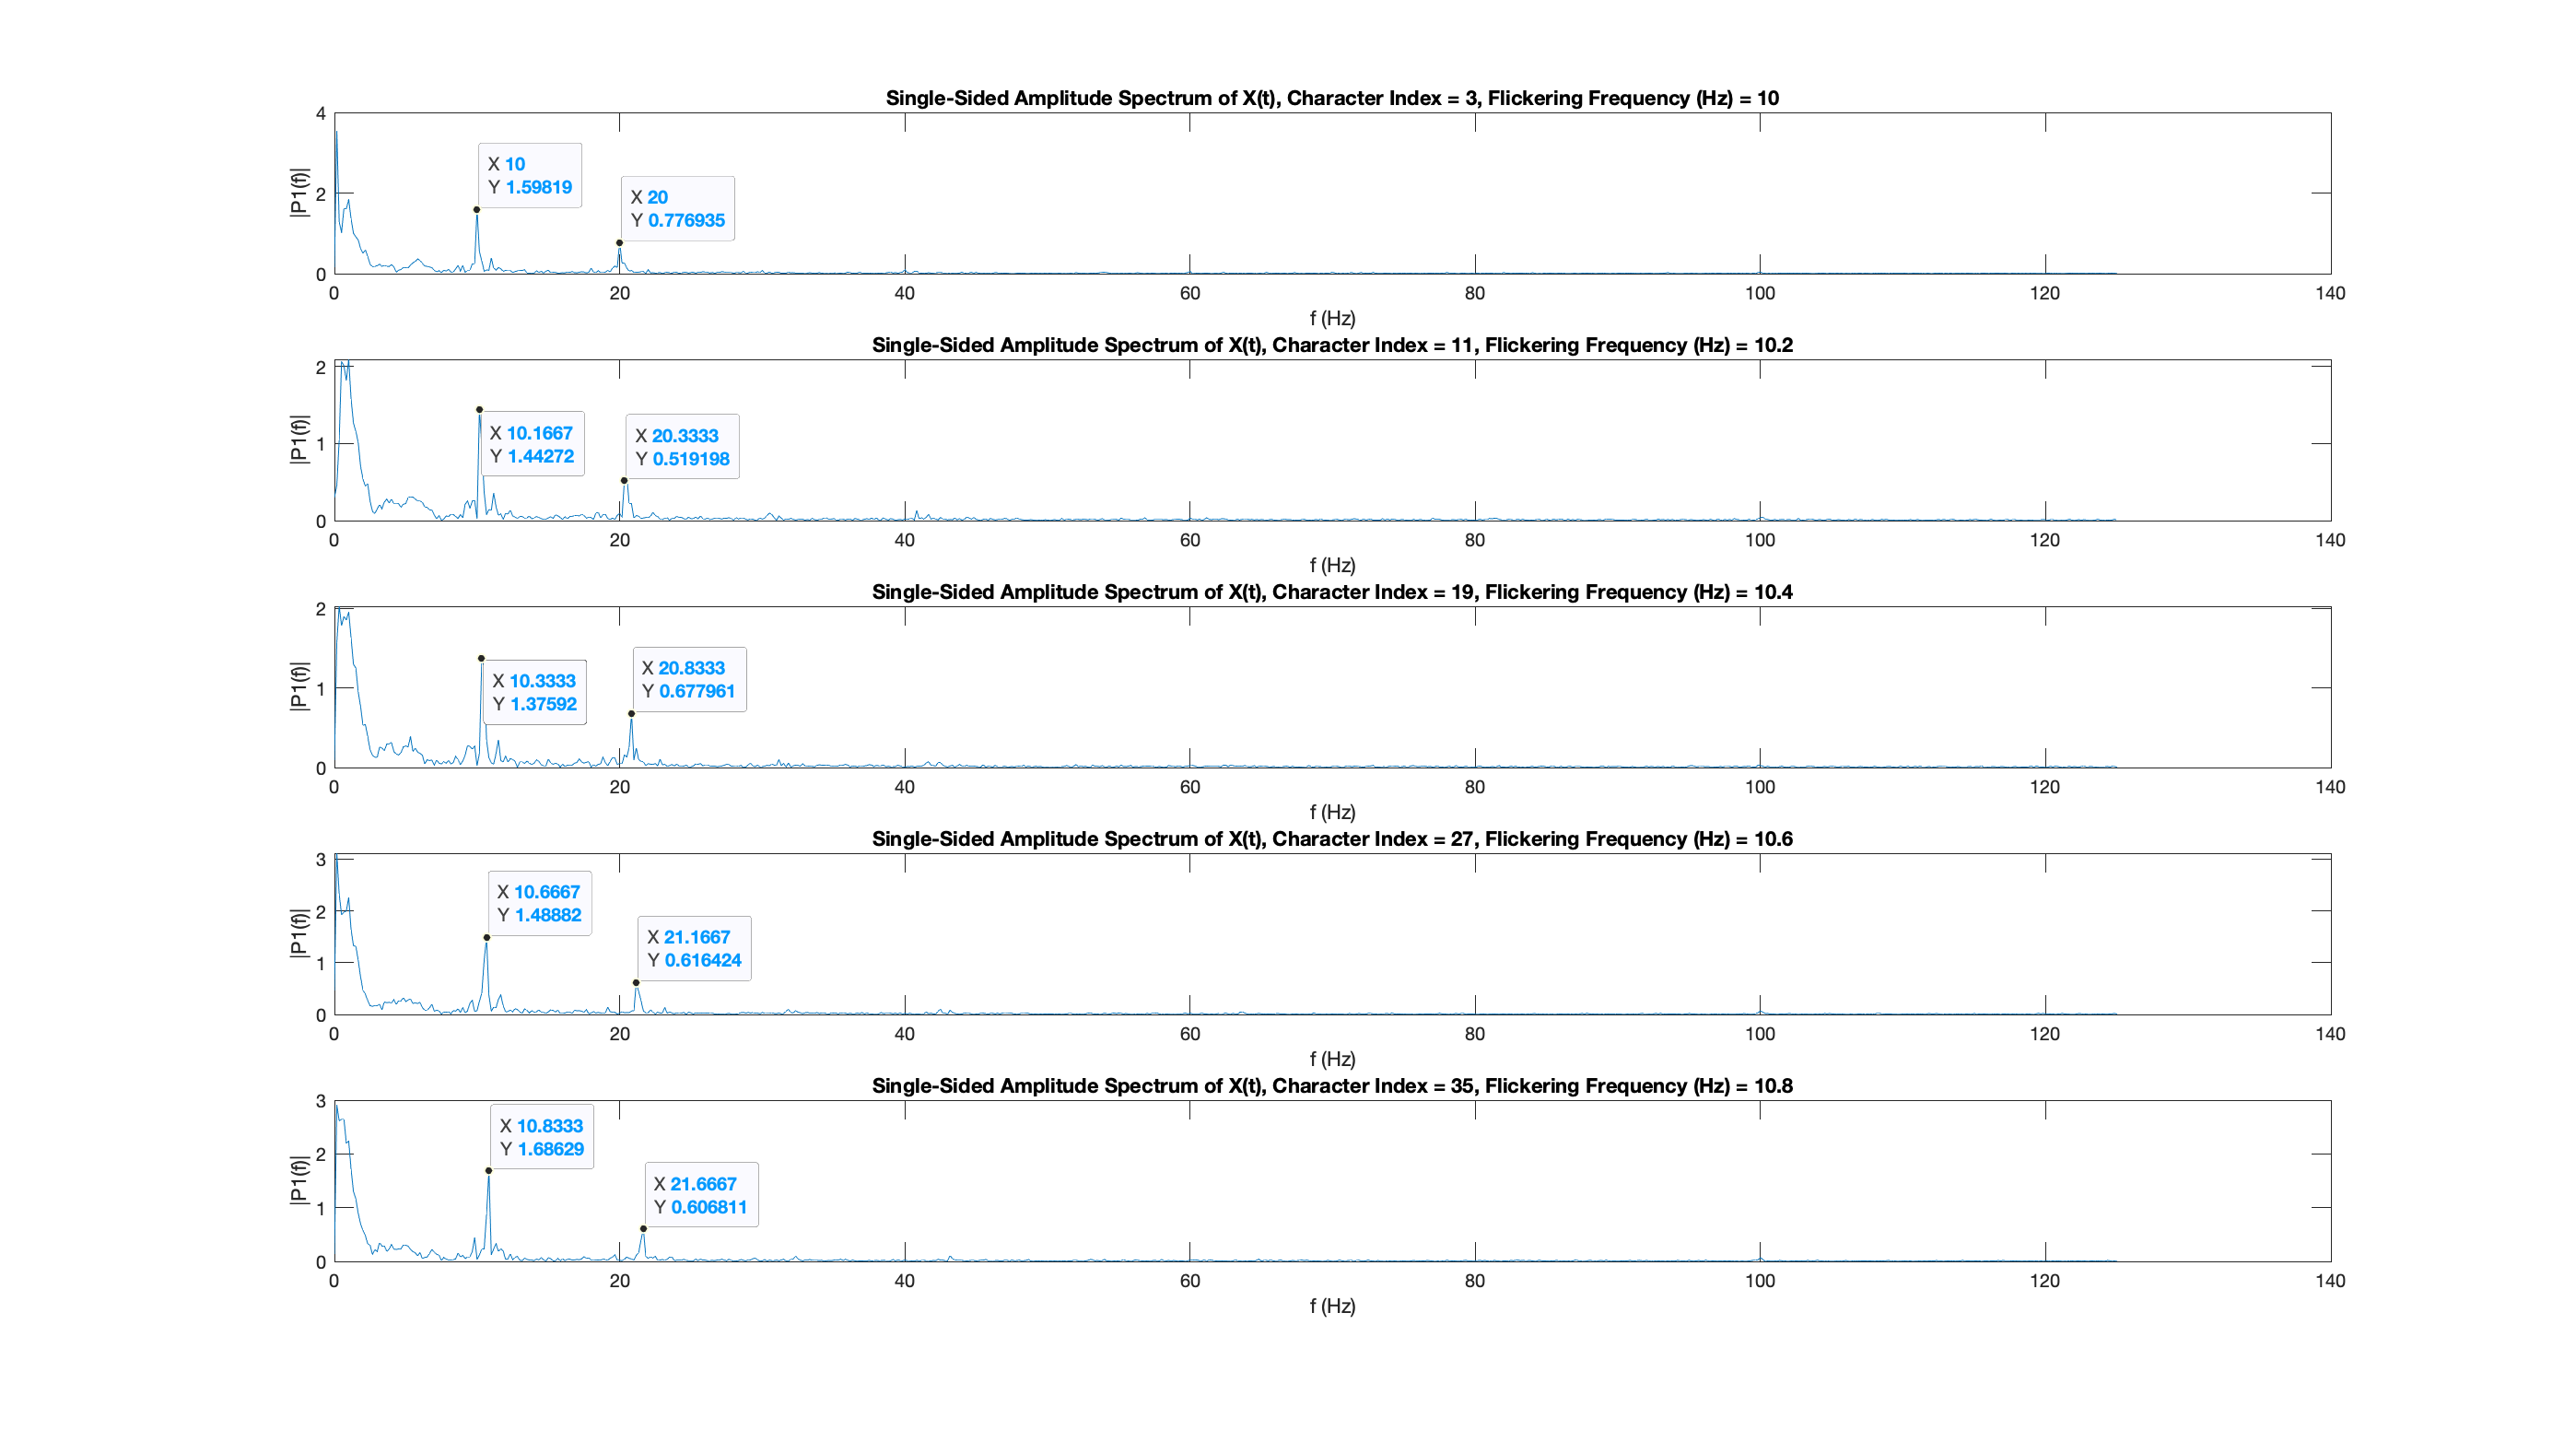 Single-Sided Amplitude Spectrum of X(t), Character Index = 3, Flickering Frequency (Hz) = 10
4
X 10
Y 1.59819
X 20
Y 0.776935
2
|P1(f)|
0
0 20 40 60 80 100 120 140
f (Hz)
Single-Sided Amplitude Spectrum of X(t), Character Index = 11, Flickering Frequency (Hz) = 10.2
2
X 10.1667
Y 1.44272
X 20.3333
Y 0.519198
1
|P1(f)|
0
0 20 40 60 80 100 120 140
f (Hz)
Single-Sided Amplitude Spectrum of X(t), Character Index = 19, Flickering Frequency (Hz) = 10.4
2
X 10.3333
Y 1.37592
X 20.8333
Y 0.677961
1
|P1(f)|
0
0 20 40 60 80 100 120 140
f (Hz)
Single-Sided Amplitude Spectrum of X(t), Character Index = 27, Flickering Frequency (Hz) = 10.6
3
X 10.6667
Y 1.48882
2
X 21.1667
Y 0.616424
|P1(f)|
1
0
0 20 40 60 80 100 120 140
f (Hz)
Single-Sided Amplitude Spectrum of X(t), Character Index = 35, Flickering Frequency (Hz) = 10.8
3
X 10.8333
Y 1.68629
2
X 21.6667
Y 0.606811
|P1(f)|
1
0
0 20 40 60 80 100 120 140
f (Hz)